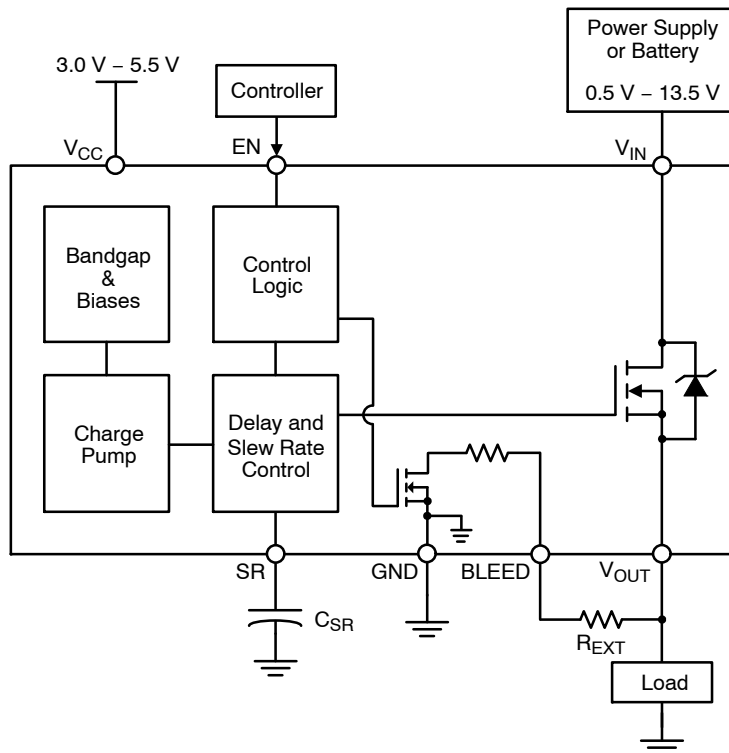 Power Supply
or Battery
0.5 V – 13.5 V
3.0 V – 5.5 V
Controller
VCC
EN
VIN
Bandgap
&
Biases
Control
Logic
Charge
Pump
Delay and
Slew Rate
Control
SR
GND
BLEED
VOUT
CSR
REXT
Load